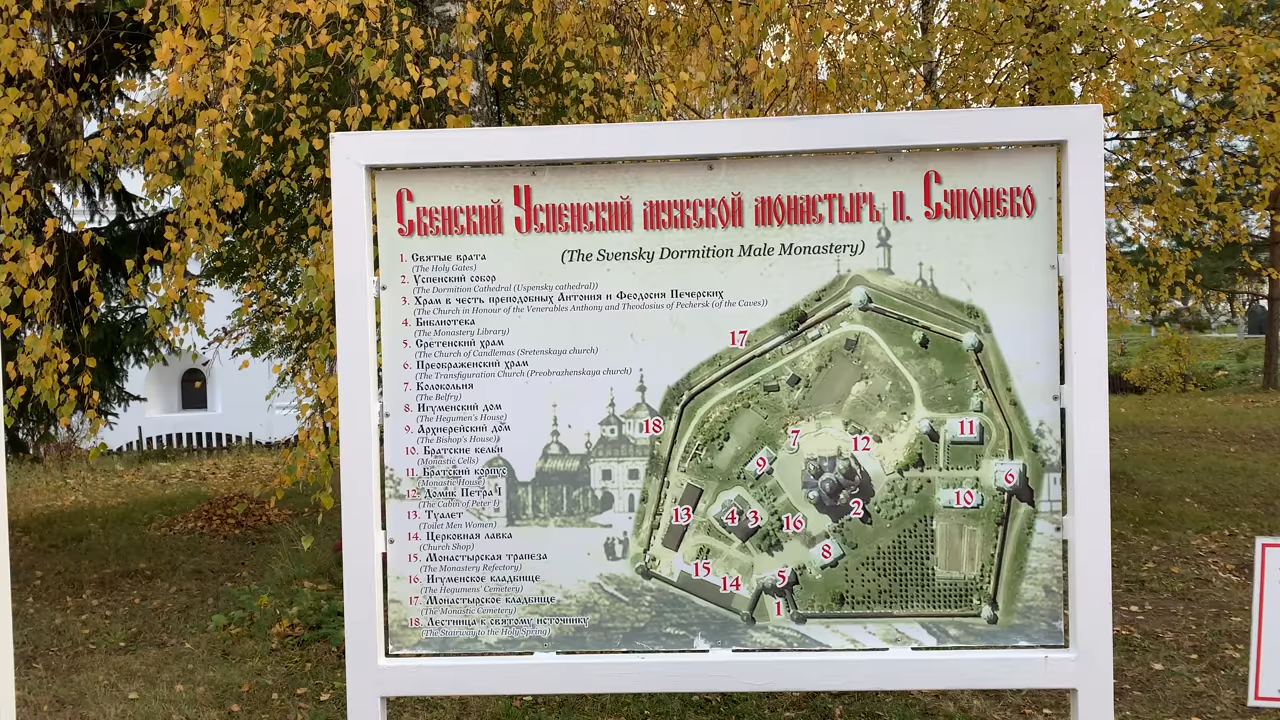 Свенский Успенский мужской монастырь п. Супонево
(The Svensky Dormition Male Monastery)
1. Святые врата
(The Holy Gates)
2. Успенский собор
(The Dormition Cathedral (Uspensky cathedral))
3. Храм в честь преподобных Антония и Феодосия Печерских
(The Church in Honour of the Venerables Anthony and Theodosius of Pechersk (of the Caves))
4. Библиотека
(The Monastery Library)
5. Сретенский храм
(The Church of Candlemas (Sretenskaya church)
6. Преображенский храм
(The Transfiguration Church (Preobrazhenskaya church)
7. Колокольня
(The Belfry)
8. Игуменский дом
(The Hegumen's House)
9. Архиерейский дом
(The Bishop's House)
10. Братские кельи
(Monastic Cells)
11. Братский корпус
(Monastic House)
12. Домик Петра I
(The Cabin of Peter I)
13. Туалет
(Toilet Men Women)
14. Церковная лавка
(Church Shop)
15. Монастырская трапеза
(The Monastery Refectory)
16. Игуменское кладбище
(The Hegumens' Cemetery)
17. Монастырское кладбище
(The Monastic Cemetery)
18. Лестница к святому источнику
(The Stairway to the Holy Spring)
17
18
7
12
11
9
6
2
10
13
4
3
16
8
15
14
5
1